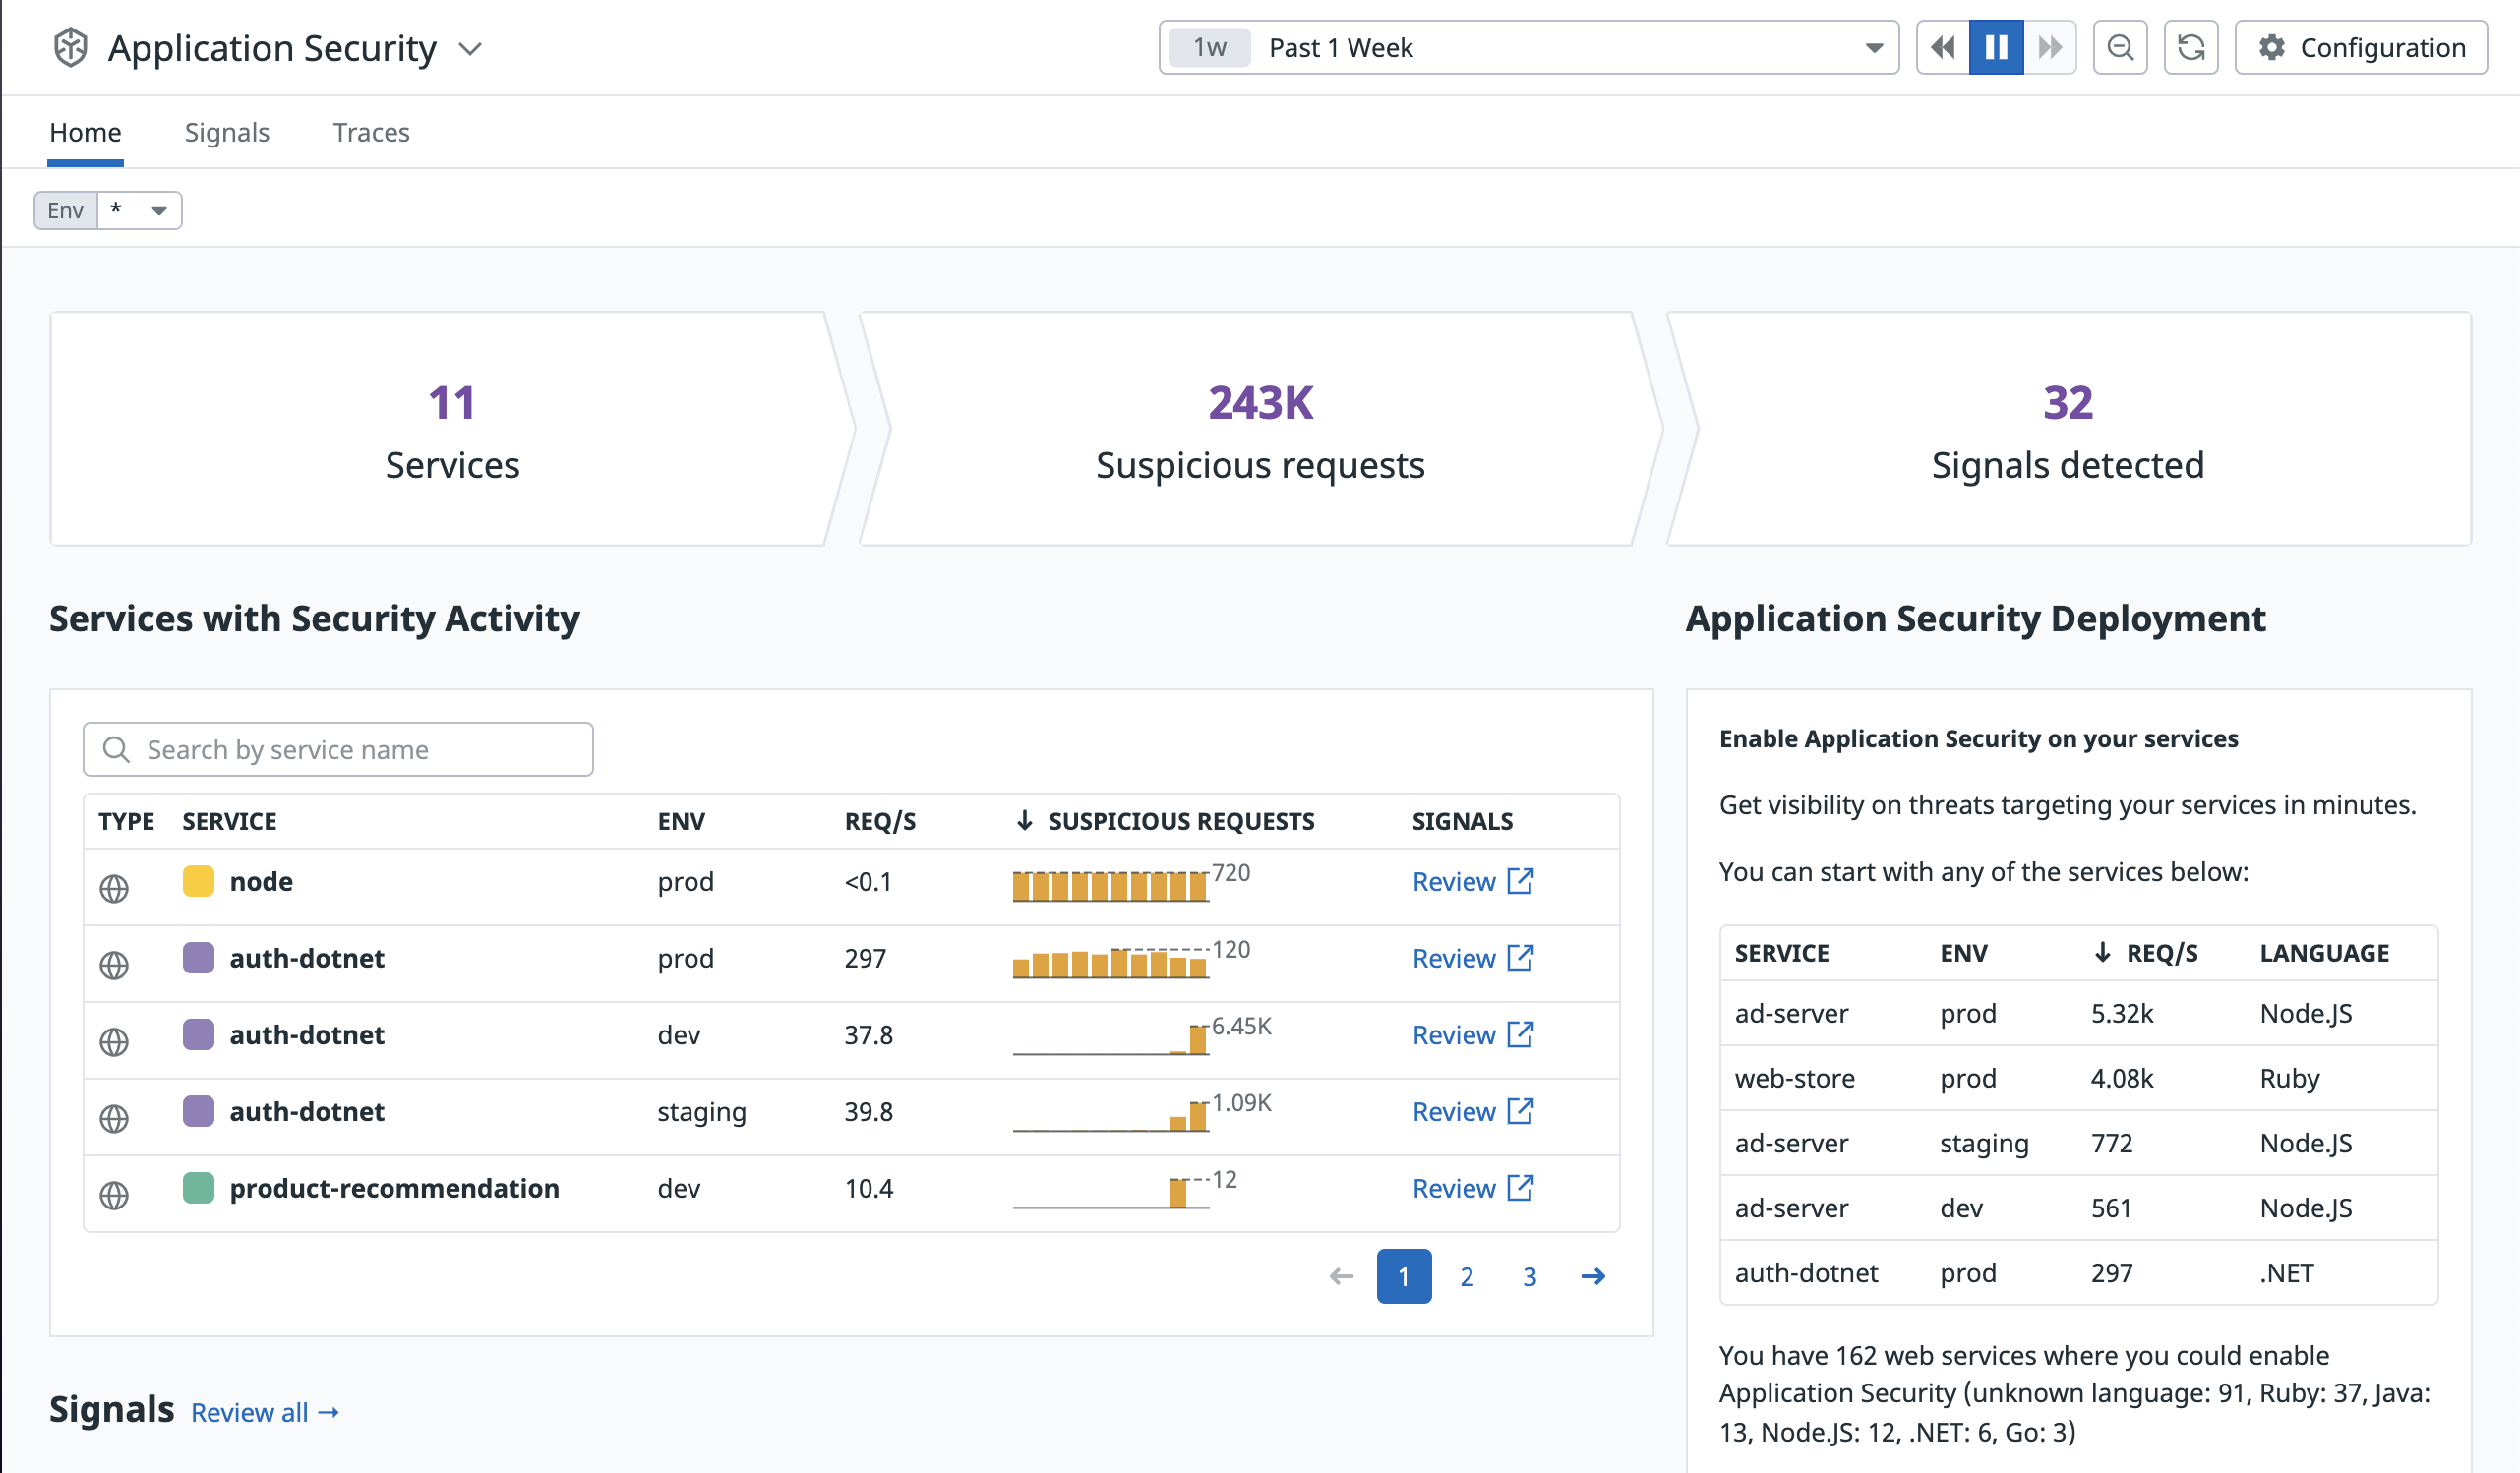 Application Security
1w Past 1 Week
Configuration
Home Signals Traces
Env *
11
Services
243K
Suspicious requests
32
Signals detected
Services with Security Activity
Search by service name
TYPE SERVICE ENV REQ/S ↓ SUSPICIOUS REQUESTS SIGNALS
node prod <0.1 720 Review
auth-dotnet prod 297 120 Review
auth-dotnet dev 37.8 6.45K Review
auth-dotnet staging 39.8 1.09K Review
product-recommendation dev 10.4 12 Review
← 1 2 3 →
Signals Review all →
Application Security Deployment
Enable Application Security on your services
Get visibility on threats targeting your services in minutes.
You can start with any of the services below:
SERVICE ENV ↓ REQ/S LANGUAGE
ad-server prod 5.32k Node.JS
web-store prod 4.08k Ruby
ad-server staging 772 Node.JS
ad-server dev 561 Node.JS
auth-dotnet prod 297 .NET
You have 162 web services where you could enable
Application Security (unknown language: 91, Ruby: 37, Java:
13, Node.JS: 12, .NET: 6, Go: 3)